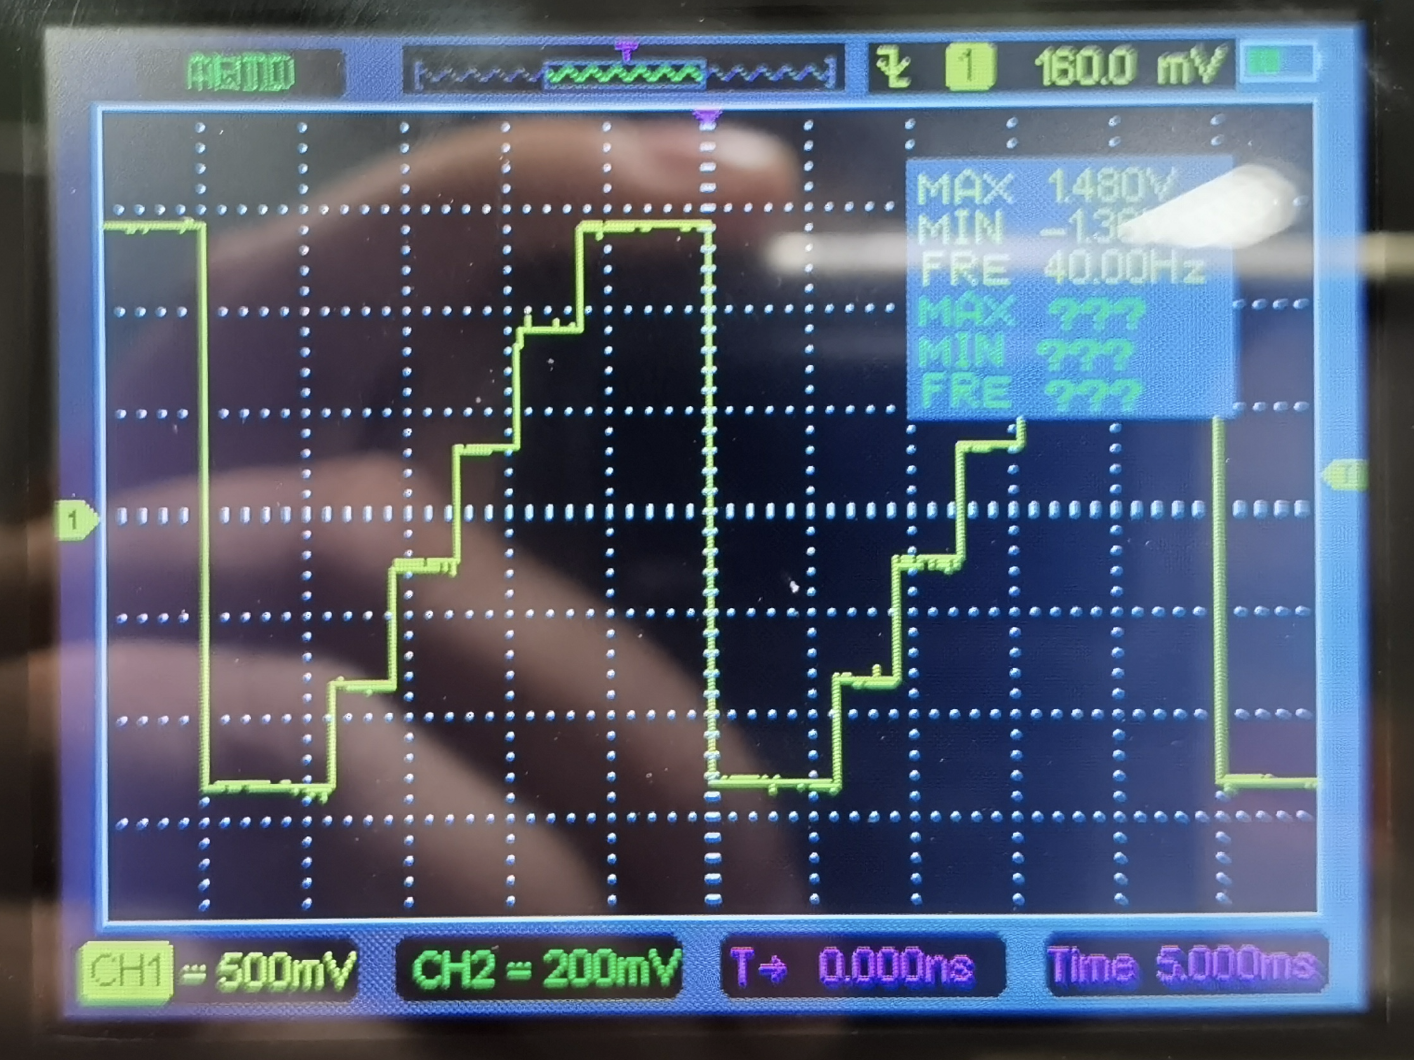 T
1 160.0 mV
MAX 1.480V
MIN
FRE 40.00Hz
MAX ???
MIN ???
FRE ???
1
CH1 = 500mV CH2 = 200mV T→ 0.000ns Time 5.000ms